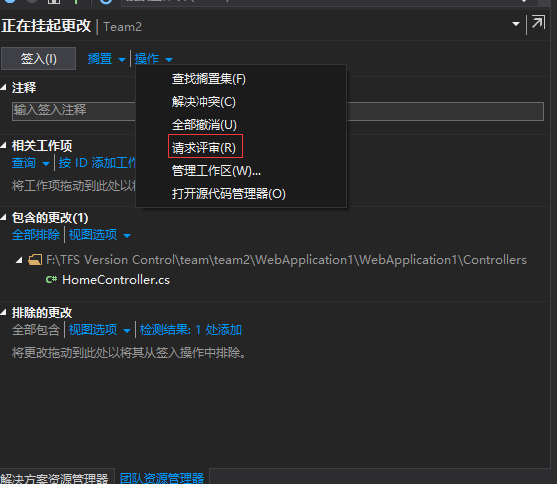 正在挂起更改 | Team2
签入(I) 搁置 操作
查找搁置集(F)
解决冲突(C)
全部撤消(U)
请求评审(R)
管理工作区(W)...
打开源代码管理器(O)
注释
输入签入注释
相关工作项
查询 按 ID 添加工作
将工作项拖动到此处以将
包含的更改(1)
全部排除 视图选项
F:\TFS Version Control\team\team2\WebApplication1\WebApplication1\Controllers
C# HomeController.cs
排除的更改
全部包含 视图选项 检测结果: 1 处添加
将更改拖动到此处以将其从签入操作中排除。
解决方案资源管理器 团队资源管理器